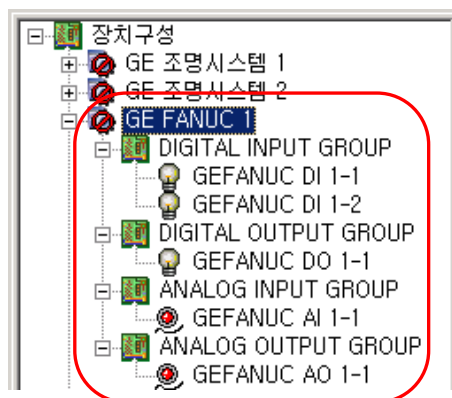 장치구성
GE 조명시스템 1
GE 조명시스템 2
GE FANUC 1
DIGITAL INPUT GROUP
GEFANUC DI 1-1
GEFANUC DI 1-2
DIGITAL OUTPUT GROUP
GEFANUC DO 1-1
ANALOG INPUT GROUP
GEFANUC AI 1-1
ANALOG OUTPUT GROUP
GEFANUC AO 1-1